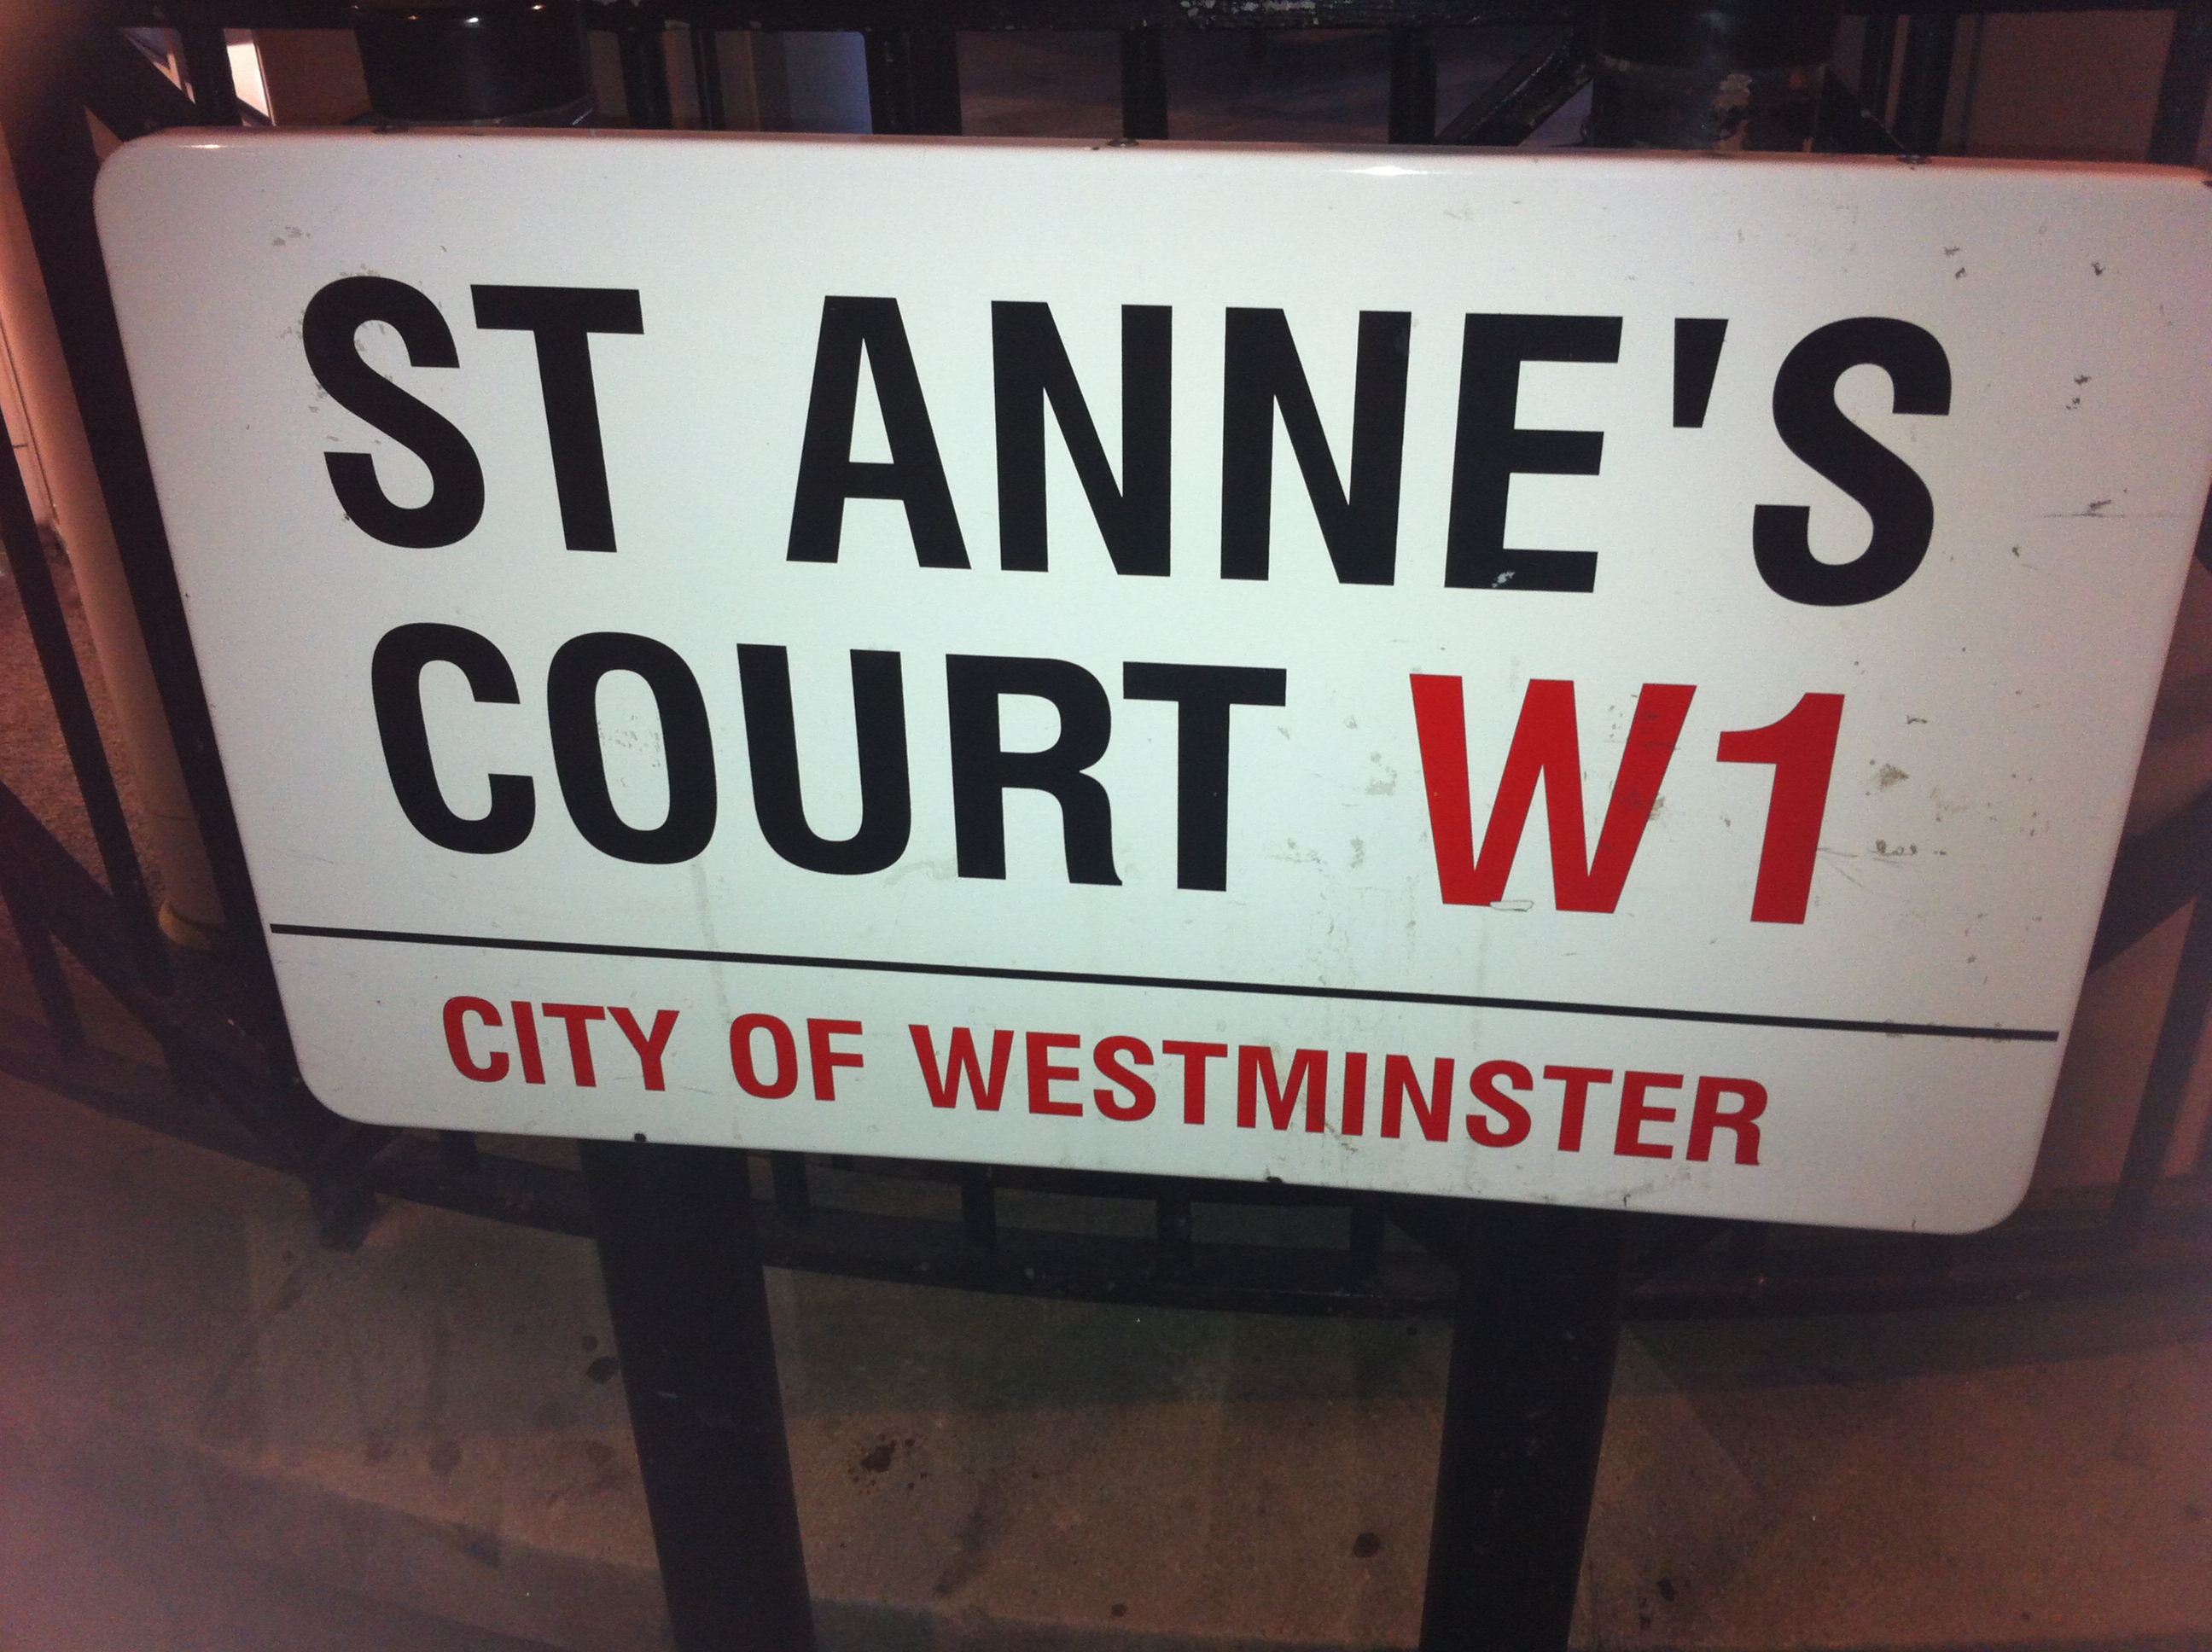 ST ANNE'S
COURT W1
CITY OF WESTMINSTER